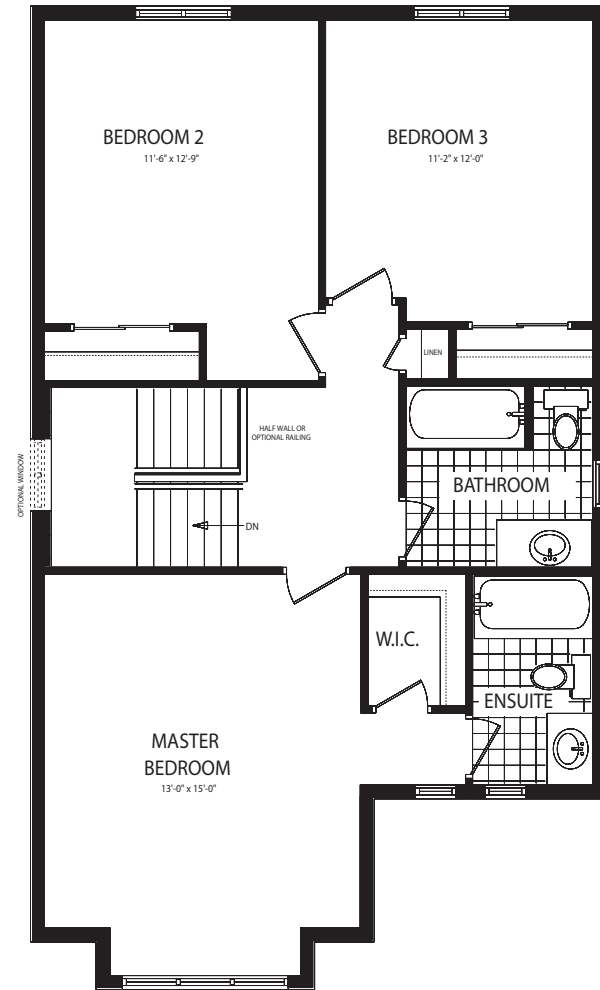 BEDROOM 2
11'-6" x 12'-9"
BEDROOM 3
11'-2" x 12'-0"
LINEN
HALF WALL OR
OPTIONAL RAILING
OPTIONAL WINDOW
BATHROOM
DN
W.I.C.
ENSUITE
MASTER
BEDROOM
13'-0" x 15'-0"